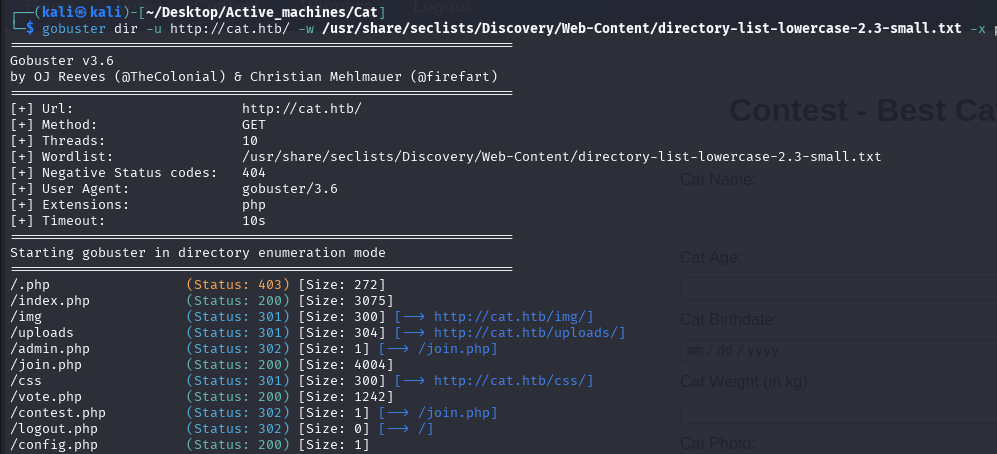 Logout
┌──(kali㉿kali)-[~/Desktop/Active_machines/Cat]
└─$ gobuster dir -u http://cat.htb/ -w /usr/share/seclists/Discovery/Web-Content/directory-list-lowercase-2.3-small.txt -x p
===============================================================
Gobuster v3.6
by OJ Reeves (@TheColonial) & Christian Mehlmauer (@firefart)
===============================================================
[+] Url: http://cat.htb/
[+] Method: GET
[+] Threads: 10
[+] Wordlist: /usr/share/seclists/Discovery/Web-Content/directory-list-lowercase-2.3-small.txt
[+] Negative Status codes: 404
[+] User Agent: gobuster/3.6
[+] Extensions: php
[+] Timeout: 10s
===============================================================
Starting gobuster in directory enumeration mode
===============================================================
/.php (Status: 403) [Size: 272]
/index.php (Status: 200) [Size: 3075]
/img (Status: 301) [Size: 300] [--> http://cat.htb/img/]
/uploads (Status: 301) [Size: 304] [--> http://cat.htb/uploads/]
/admin.php (Status: 302) [Size: 1] [--> /join.php]
/join.php (Status: 200) [Size: 4004]
/css (Status: 301) [Size: 300] [--> http://cat.htb/css/]
/vote.php (Status: 200) [Size: 1242]
/contest.php (Status: 302) [Size: 1] [--> /join.php]
/logout.php (Status: 302) [Size: 0] [--> /]
/config.php (Status: 200) [Size: 1]
Contest - Best Ca
Cat Name:
Cat Age:
Cat Birthdate:
mm / dd / yyyy
Cat Weight (in kg):
Cat Photo: